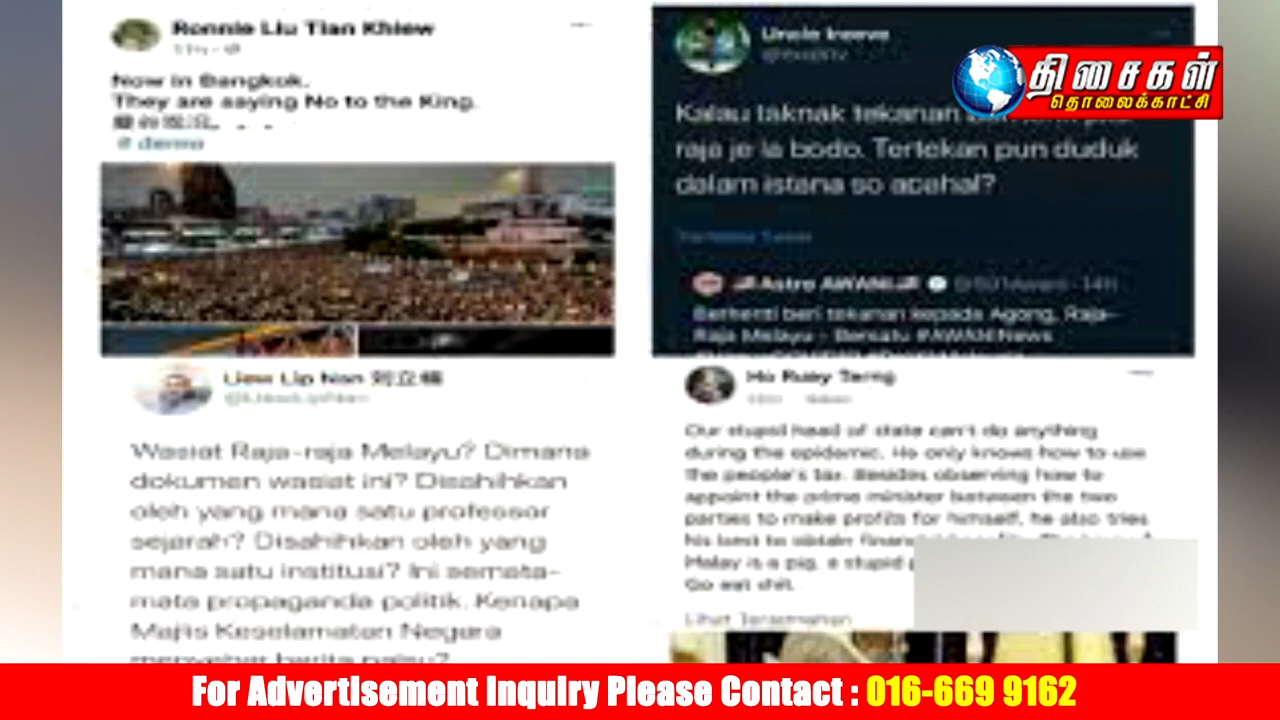 Ronnie Liu Tian Khiew
Now in Bangkok.
They are saying No to the King.
Uncle
Kalau taknak tekanan
raja je la bodo. Tertekan pun duduk
dalam istana so apahal?
Astro AWANI
Berhenti beri tekanan kepada Agong, Raja-
Raja Melayu - Bersatu #AWANINews
Liew Lip Nan 刘立
Wasiat Raja-raja Melayu? Dimana
dokumen wasiat ini? Disahihkan
oleh yang mana satu professor
sejarah? Disahihkan oleh yang
mana satu institusi? Ini semata-
mata propaganda politik. Kenapa
Majlis Keselamatan Negara
menyebar berita palsu?
Ho Ruey Terng
Our stupid head of state can't do anything
during the epidemic. He only knows how to use
the people's tax. Besides observing how to
appoint the prime minister between the two
parties to make profits for himself, he also tries
his best to obtain
Malay is a pig, a stupid
Go eat shit.
Lihat Terjemahan
திசைகள்
தொலைக்காட்சி
For Advertisement Inquiry Please Contact : 016-669 9162